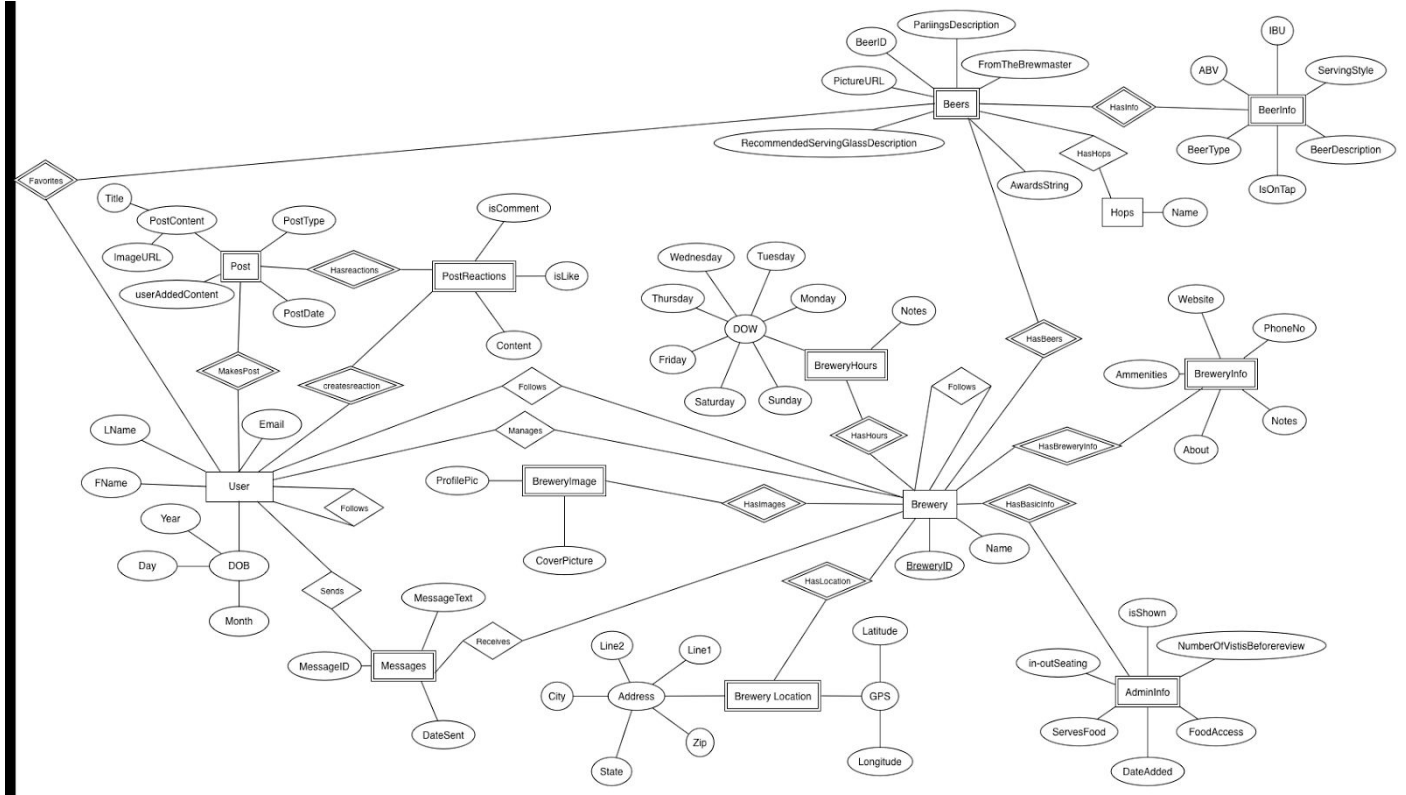 IBU
PariingsDescription
BeerID
FromTheBrewmaster
ABV
ServingStyle
PictureURL
Beers
HasInfo
BeerInfo
RecommendedServingGlassDescription
HasHops
BeerType
BeerDescription
Favorites
AwardsString
IsOnTap
Title
isComment
Hops
Name
PostContent
PostType
ImageURL
Post
Hasreactions
PostReactions
isLike
Wednesday
Tuesday
userAddedContent
PostDate
Thursday
Monday
Website
DOW
Notes
PhoneNo
Content
HasBeers
Friday
BreweryHours
MakesPost
createsreaction
Follows
Follows
Ammenities
BreweryInfo
Saturday
Sunday
Email
LName
Manages
HasHours
Notes
HasBreweryInfo
About
FName
User
ProfilePic
BreweryImage
HasImages
Brewery
HasBasicInfo
Follows
Year
Name
CoverPicture
Day
DOB
BreweryID
HasLocation
Sends
MessageText
isShown
Month
Latitude
Receives
Line2
Line1
NumberOfVistisBeforereview
MessageID
Messages
in-outSeating
City
Address
Brewery Location
GPS
AdminInfo
DateSent
Zip
ServesFood
FoodAccess
State
Longitude
DateAdded